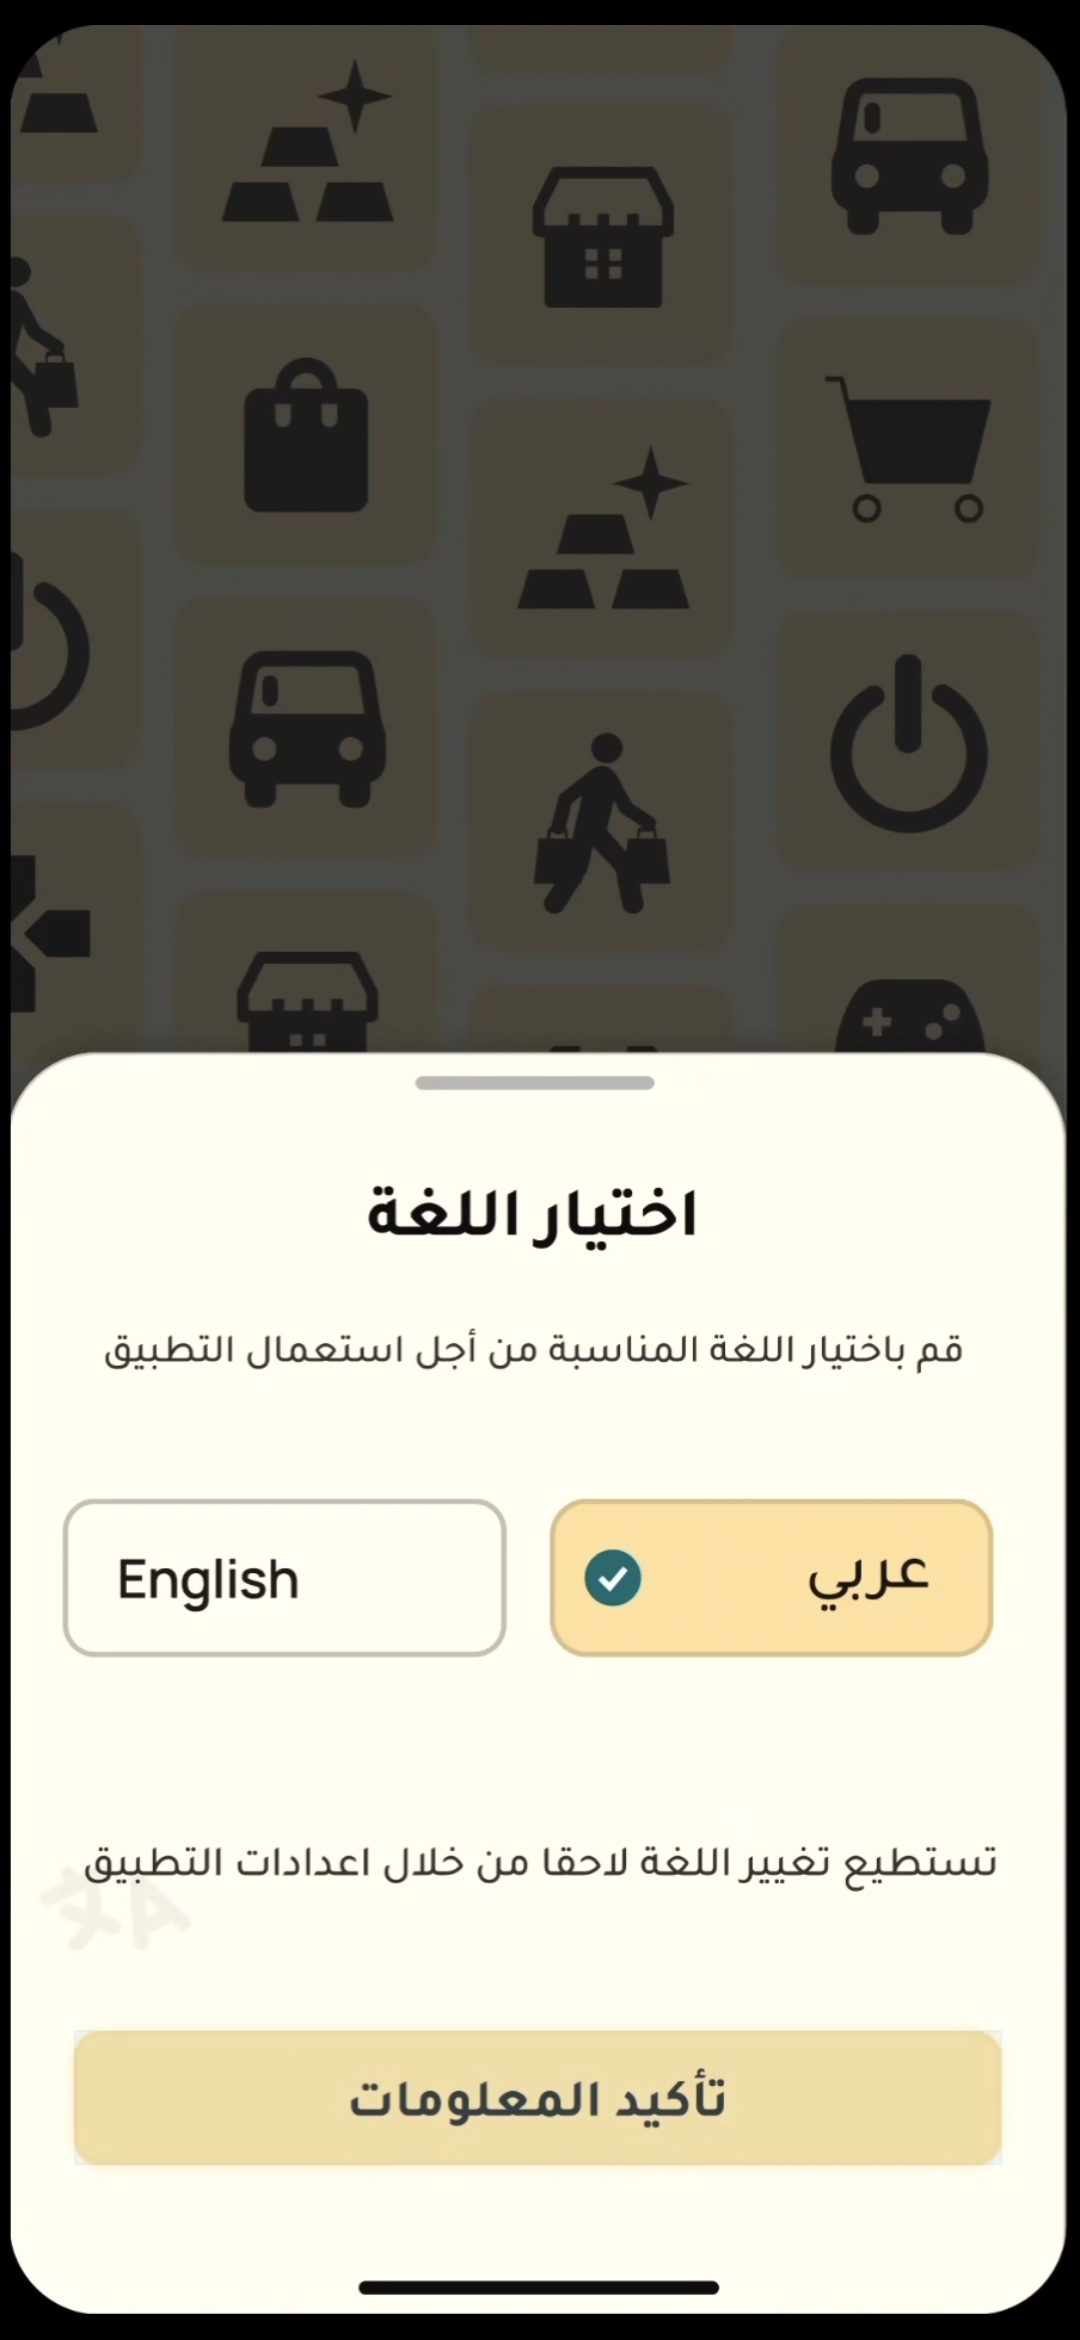 اختيار اللغة
قم باختيار اللغة المناسبة من أجل استعمال التطبيق
عربي
English
تستطيع تغيير اللغة لاحقا من خلال اعدادات التطبيق
تأكيد المعلومات